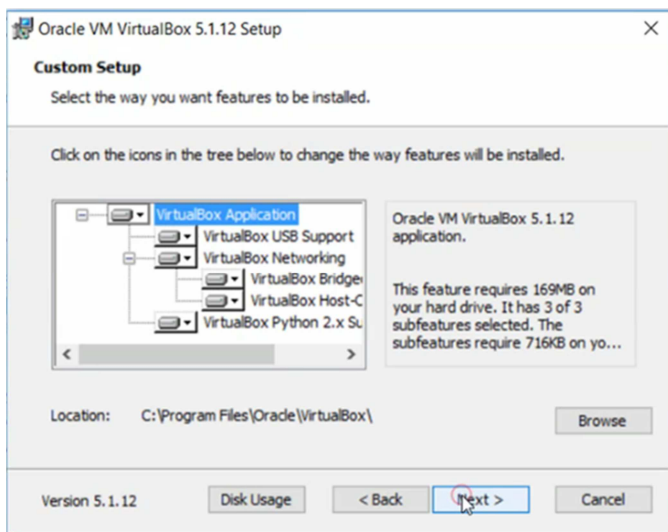 Oracle VM VirtualBox 5.1.12 Setup
Custom Setup
Select the way you want features to be installed.
Click on the icons in the tree below to change the way features will be installed.
VirtualBox Application
VirtualBox USB Support
VirtualBox Networking
VirtualBox Bridge
VirtualBox Host-C
VirtualBox Python 2.x Su
Oracle VM VirtualBox 5.1.12
application.
This feature requires 169MB on
your hard drive. It has 3 of 3
subfeatures selected. The
subfeatures require 716KB on yo...
Location: C:\Program Files\Oracle\VirtualBox\
Browse
Version 5.1.12
Disk Usage
< Back
Next >
Cancel